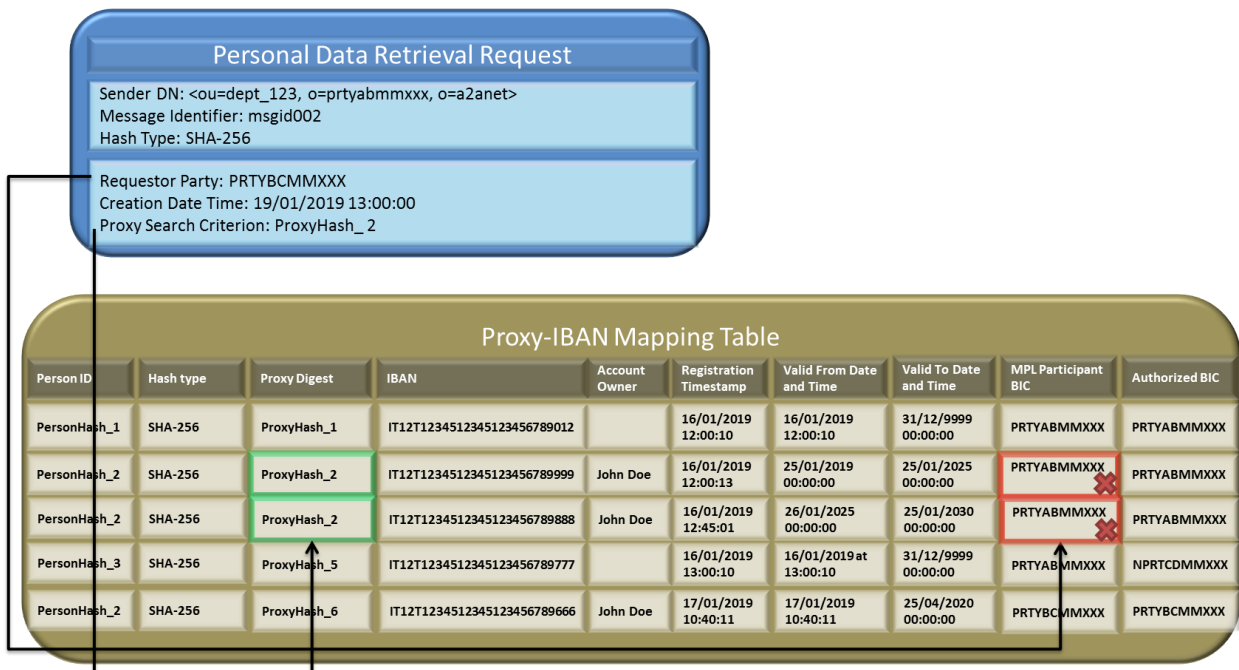 Personal Data Retrieval Request
Sender DN: <ou=dept_123, o=prtyabmmxxx, o=a2anet>
Message Identifier: msgid002
Hash Type: SHA-256
Requestor Party: PRTYBCMMXXX
Creation Date Time: 19/01/2019 13:00:00
Proxy Search Criterion: ProxyHash_ 2
Proxy-IBAN Mapping Table
Person ID Hash type Proxy Digest IBAN Account Owner Registration Timestamp Valid From Date and Time Valid To Date and Time MPL Participant BIC Authorized BIC
PersonHash_1 SHA-256 ProxyHash_1 IT12T1234512345123456789012 16/01/2019 12:00:10 16/01/2019 12:00:10 31/12/9999 00:00:00 PRTYABMMXXX PRTYABMMXXX
PersonHash_2 SHA-256 ProxyHash_2 IT12T1234512345123456789999 John Doe 16/01/2019 12:00:13 25/01/2019 00:00:00 25/01/2025 00:00:00 PRTYABMMXXX PRTYABMMXXX
PersonHash_2 SHA-256 ProxyHash_2 IT12T1234512345123456789888 John Doe 16/01/2019 12:45:01 26/01/2025 00:00:00 25/01/2030 00:00:00 PRTYABMMXXX PRTYABMMXXX
PersonHash_3 SHA-256 ProxyHash_5 IT12T1234512345123456789777 16/01/2019 13:00:10 16/01/2019 at 13:00:10 31/12/9999 00:00:00 PRTYABMMXXX NPRTCDMMXXX
PersonHash_2 SHA-256 ProxyHash_6 IT12T1234512345123456789666 John Doe 17/01/2019 10:40:11 17/01/2019 10:40:11 25/04/2020 00:00:00 PRTYBCMMXXX PRTYBCMMXXX